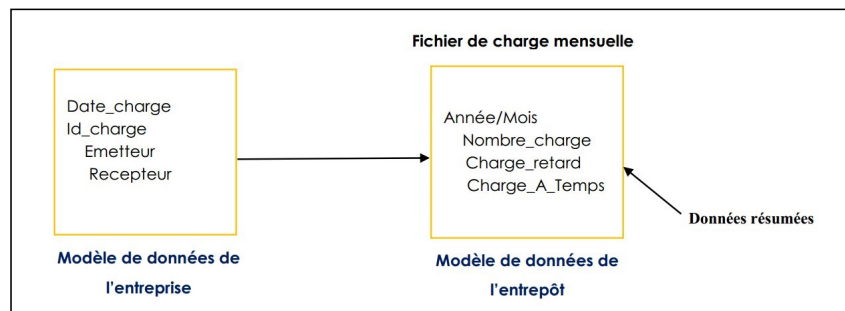 Fichier de charge mensuelle
Date_charge
Id_charge
Emetteur
Recepteur
Année/Mois
Nombre_charge
Charge_retard
Charge_A_Temps
Données résumées
Modèle de données de
l'entreprise
Modèle de données de
l'entrepôt